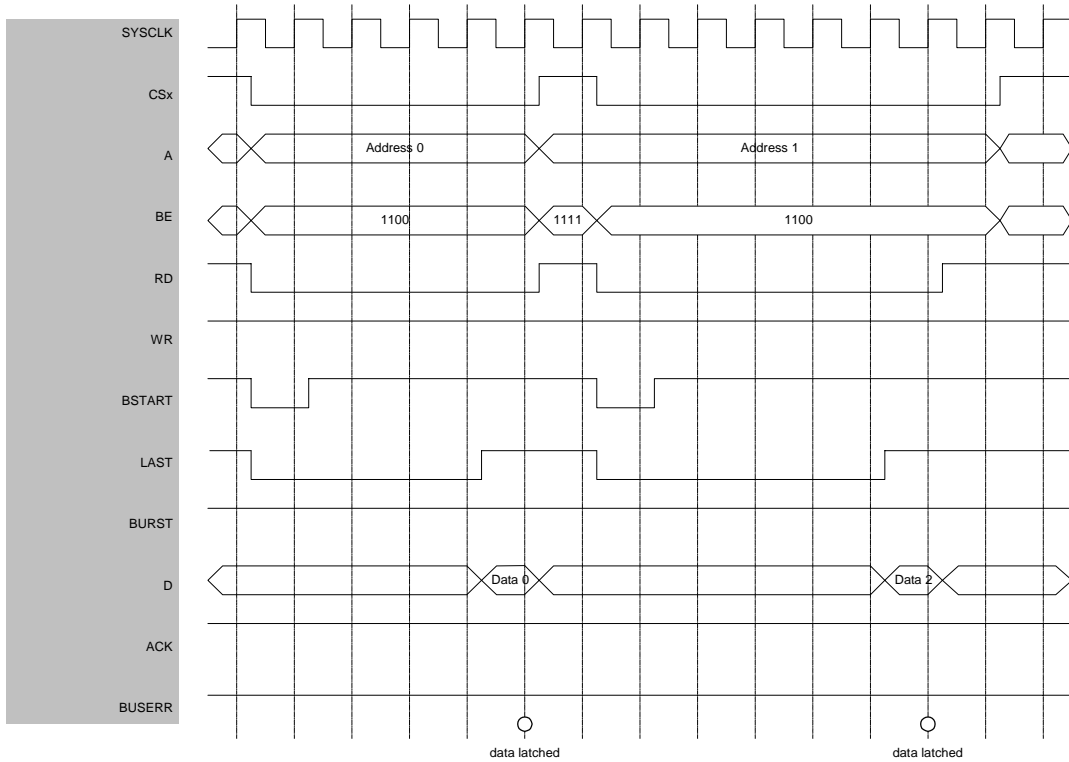 SYSCLK
CSx
A
Address 0
Address 1
BE
1100
1111
1100
RD
WR
BSTART
LAST
BURST
D
Data 0
Data 2
ACK
BUSERR
data latched
data latched